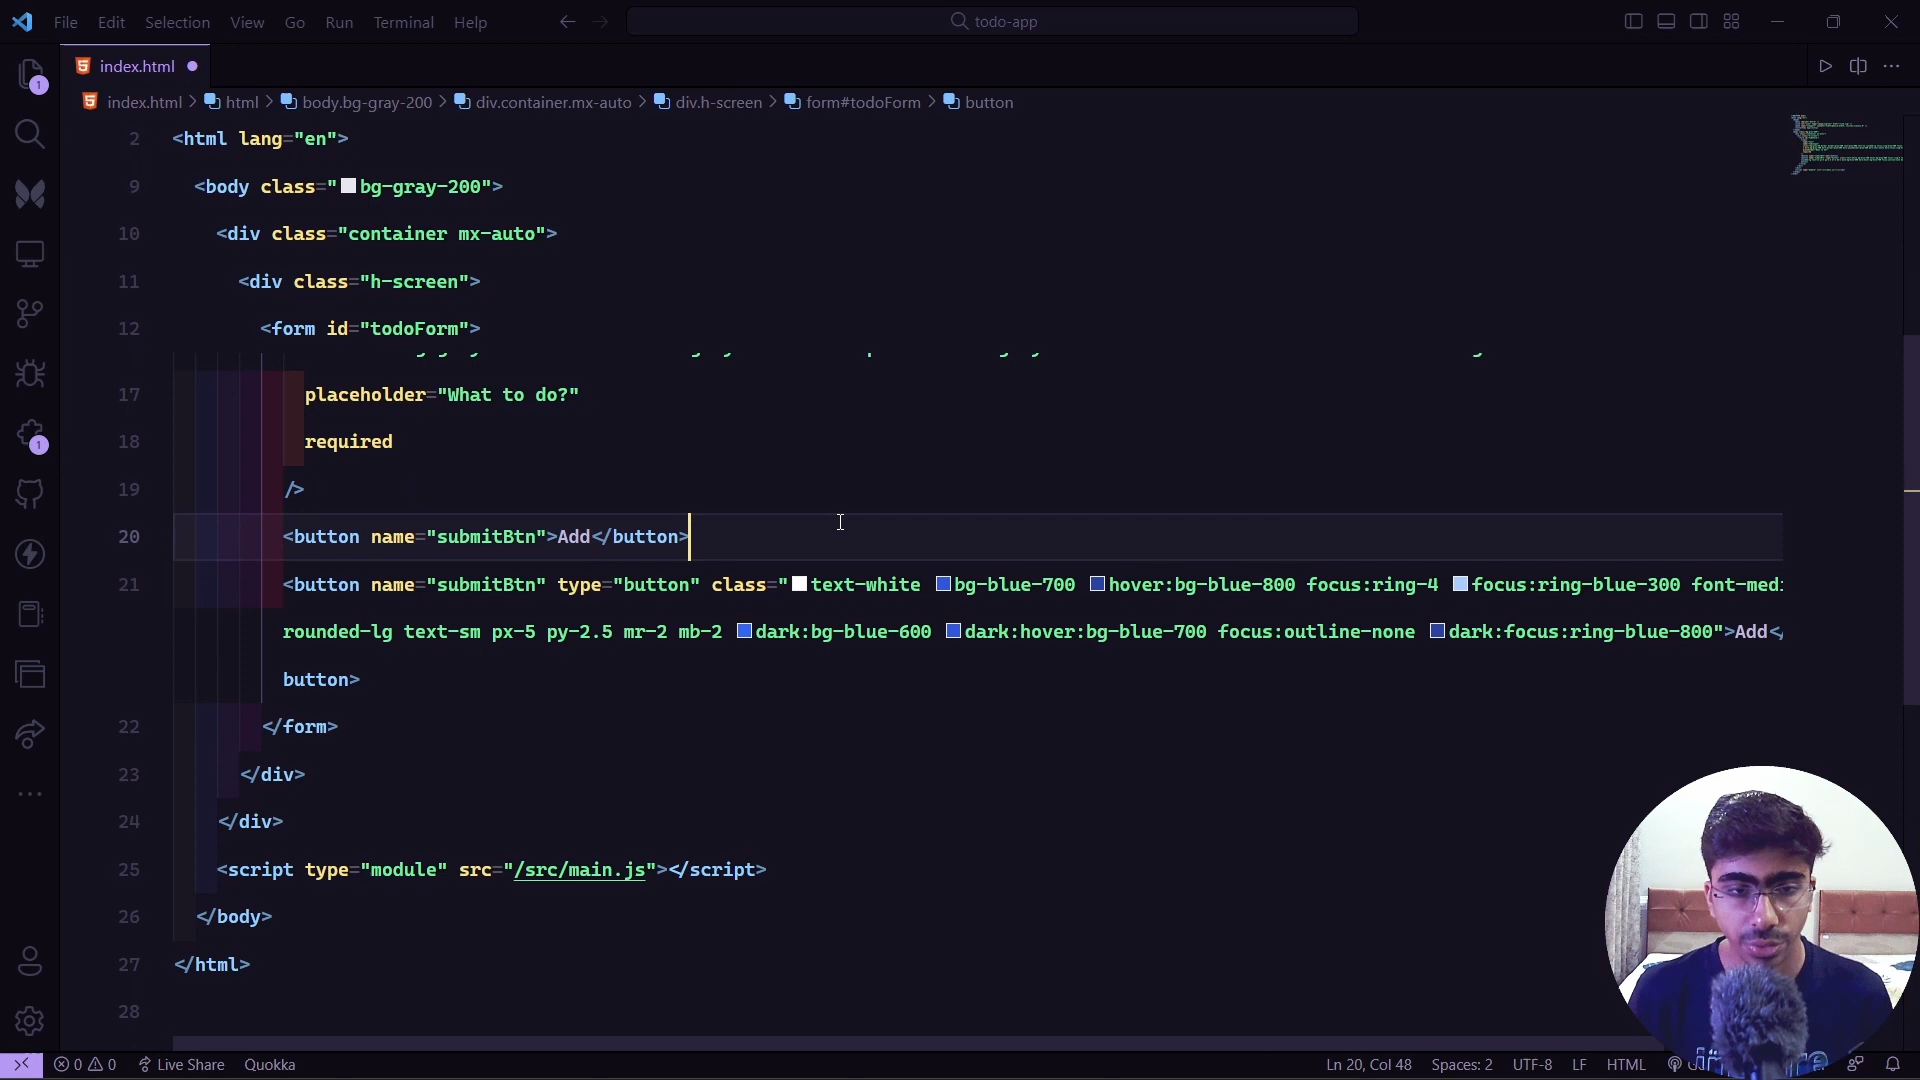 File Edit Selection View Go Run Terminal Help todo-app
index.html
index.html > html > body.bg-gray-200 > div.container.mx-auto > div.h-screen > form#todoForm > button
2 <html lang="en">
9 <body class="bg-gray-200">
10 <div class="container mx-auto">
11 <div class="h-screen">
12 <form id="todoForm">
17 placeholder="What to do?"
18 required
19 />
20 <button name="submitBtn">Add</button>
21 <button name="submitBtn" type="button" class="text-white bg-blue-700 hover:bg-blue-800 focus:ring-4 focus:ring-blue-300
rounded-lg text-sm px-5 py-2.5 mr-2 mb-2 dark:bg-blue-600 dark:hover:bg-blue-700 focus:outline-none dark:focus:ring-blue-800">Add</
button>
22 </form>
23 </div>
24 </div>
25 <script type="module" src="/src/main.js"></script>
26 </body>
27 </html>
28
1
1
0 0 Live Share Quokka Ln 20, Col 48 Spaces: 2 UTF-8 LF HTML